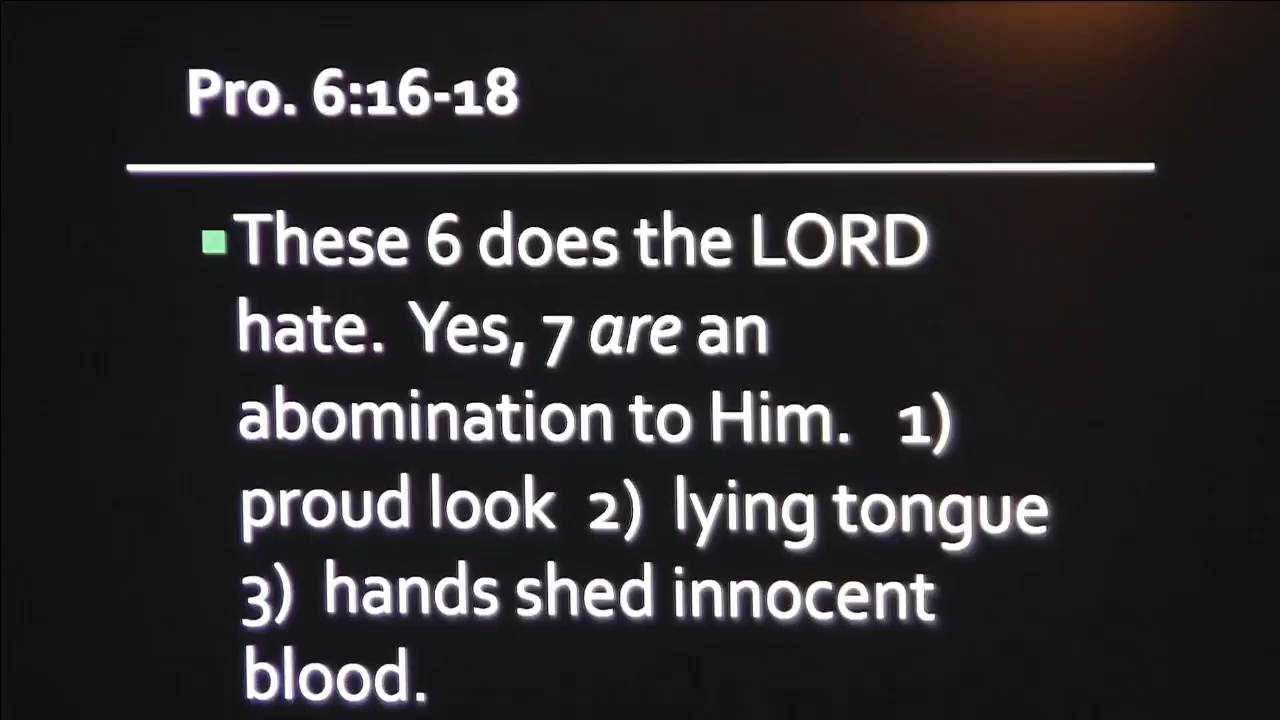 Pro. 6:16-18
These 6 does the LORD
hate.  Yes, 7 are an
abomination to Him.   1)
proud look  2)  lying tongue
3)  hands shed innocent
blood.